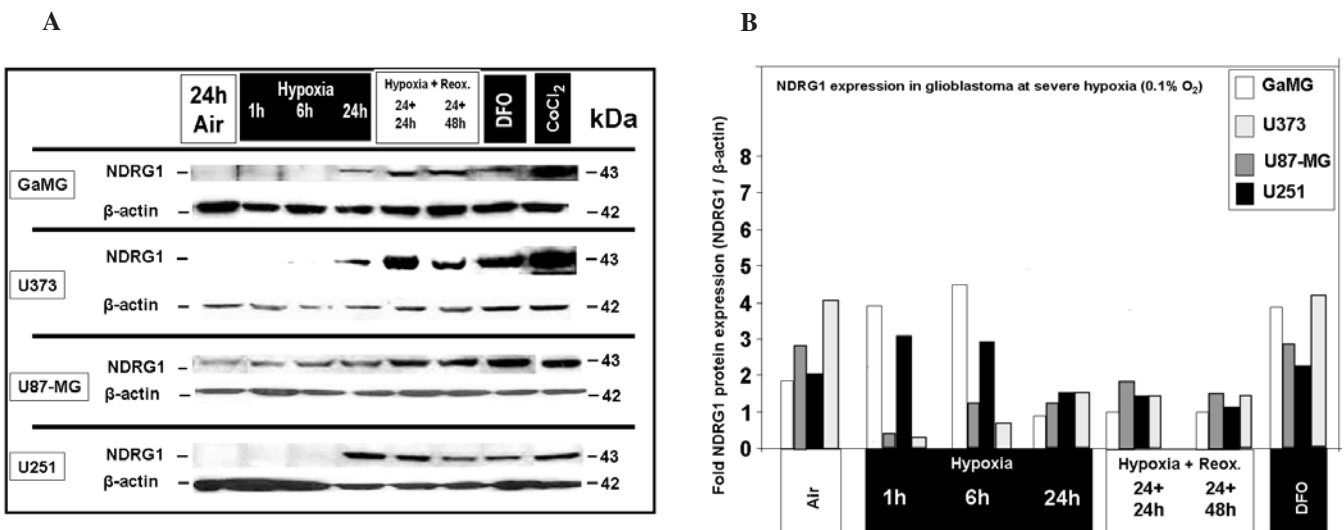 A
24h
Air
Hypoxia
1h 6h 24h
Hypoxia + Reox.
24+
24h
24+
48h
DFO
CoCl2
kDa
GaMG
NDRG1 – –43
β-actin – –42
U373
NDRG1 – –43
β-actin – –42
U87-MG
NDRG1 – –43
β-actin – –42
U251
NDRG1 – –43
β-actin – –42
B
NDRG1 expression in glioblastoma at severe hypoxia (0.1% O2)
GaMG
U373
U87-MG
U251
Fold NDRG1 protein expression (NDRG1 / β-actin)
8
7
6
5
4
3
2
1
0
Air
Hypoxia
1h 6h 24h
Hypoxia + Reox.
24+
24h
24+
48h
DFO